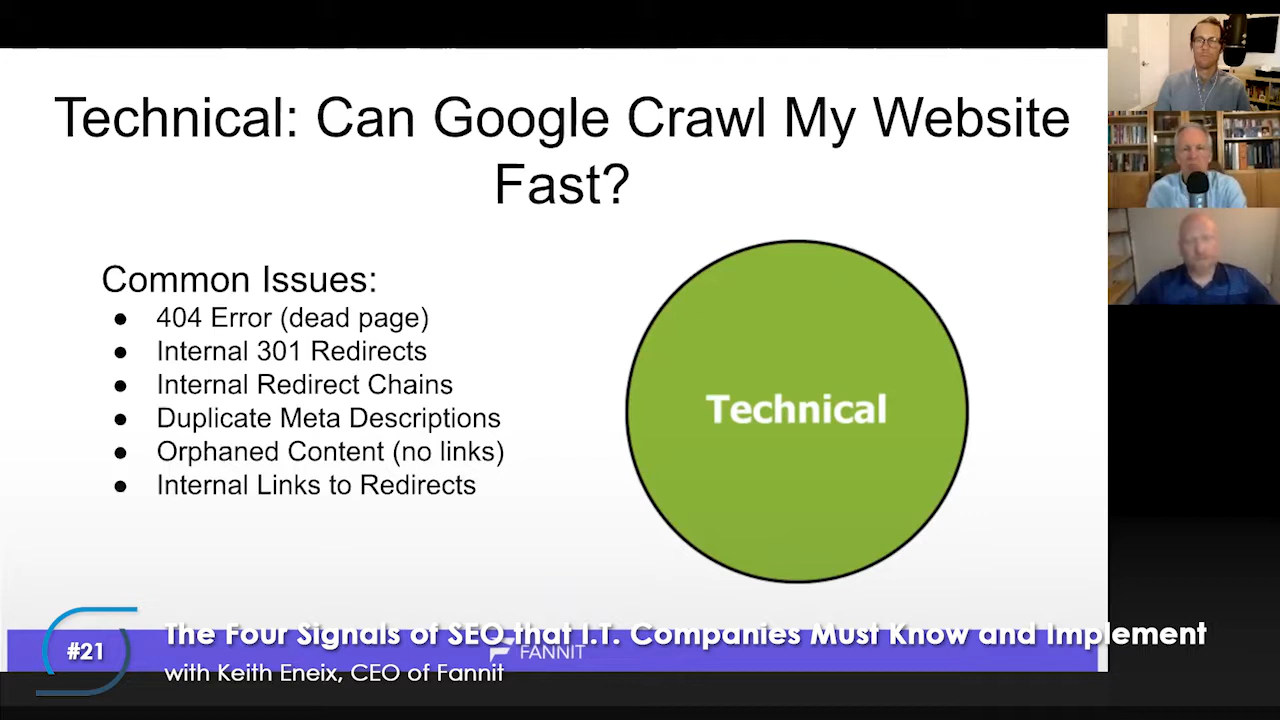 Technical: Can Google Crawl My Website
Fast?
Common Issues:
● 404 Error (dead page)
● Internal 301 Redirects
● Internal Redirect Chains
● Duplicate Meta Descriptions
● Orphaned Content (no links)
● Internal Links to Redirects
Technical
#21
The Four Signals of SEO that I.T. Companies Must Know and Implement
FANNIT
with Keith Eneix, CEO of Fannit